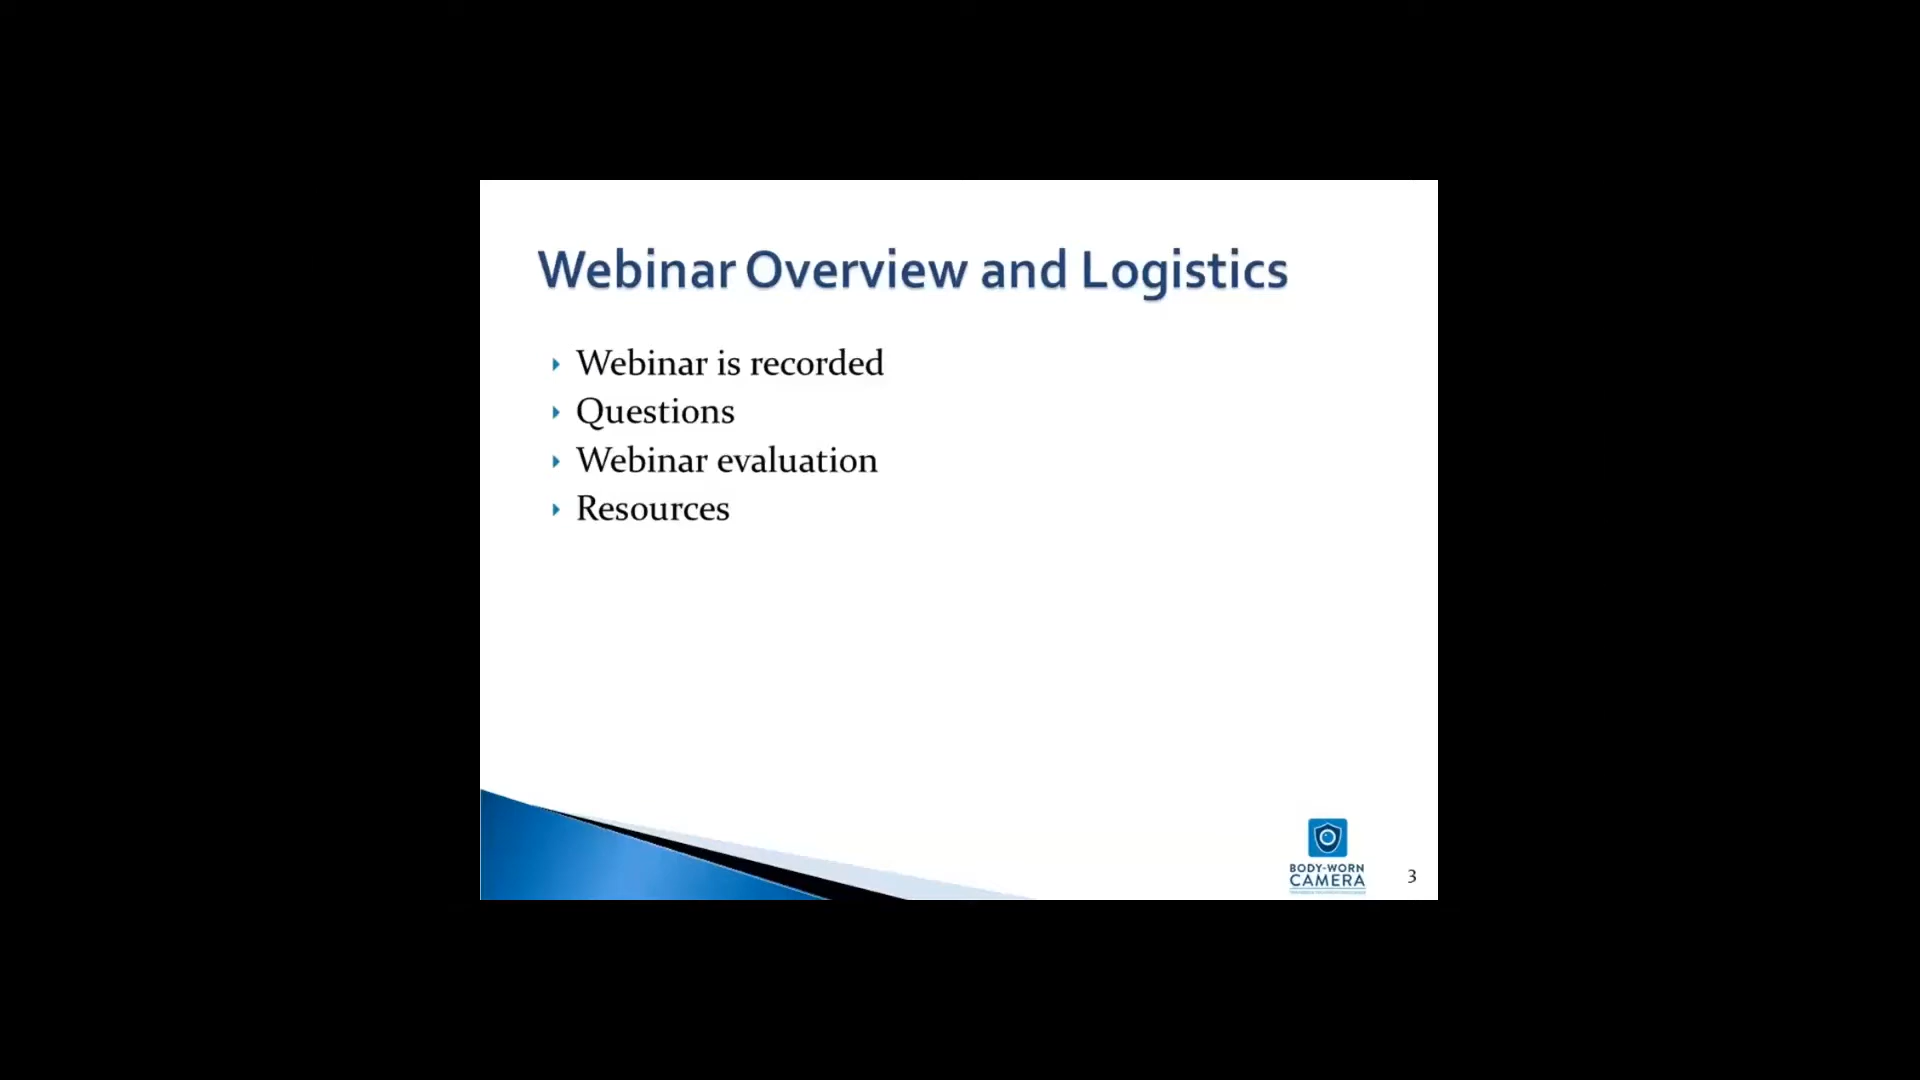 Webinar Overview and Logistics
Webinar is recorded
Questions
Webinar evaluation
Resources
BODY-WORN
CAMERA
3